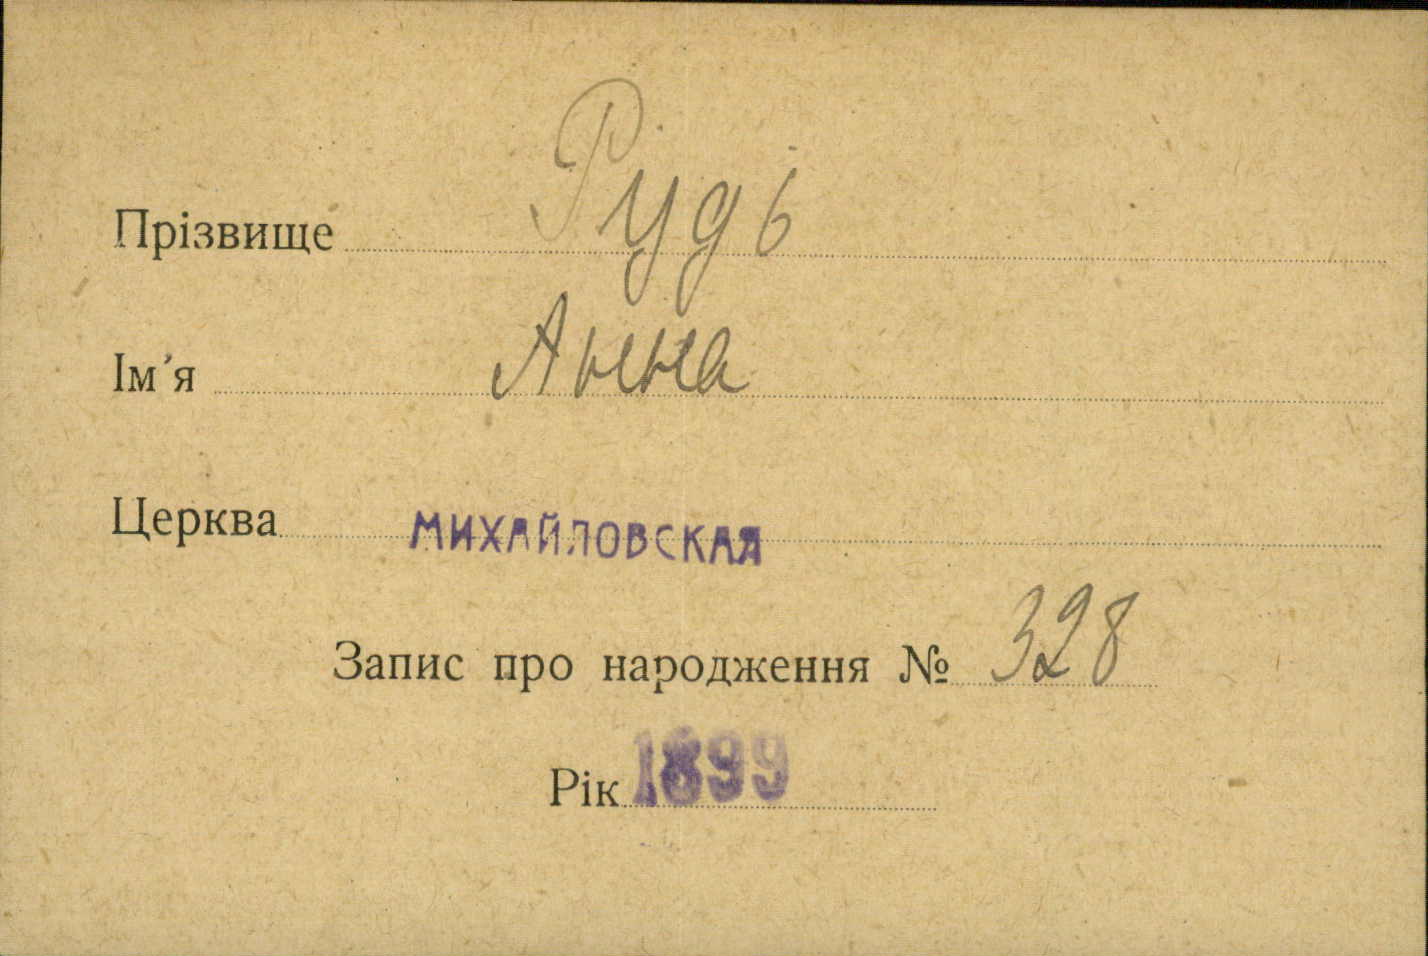 Прізвище Рудь
Ім'я Анна
Церква МИХАЙЛОВСКАЯ
Запис про народження № 328
Рік 1899